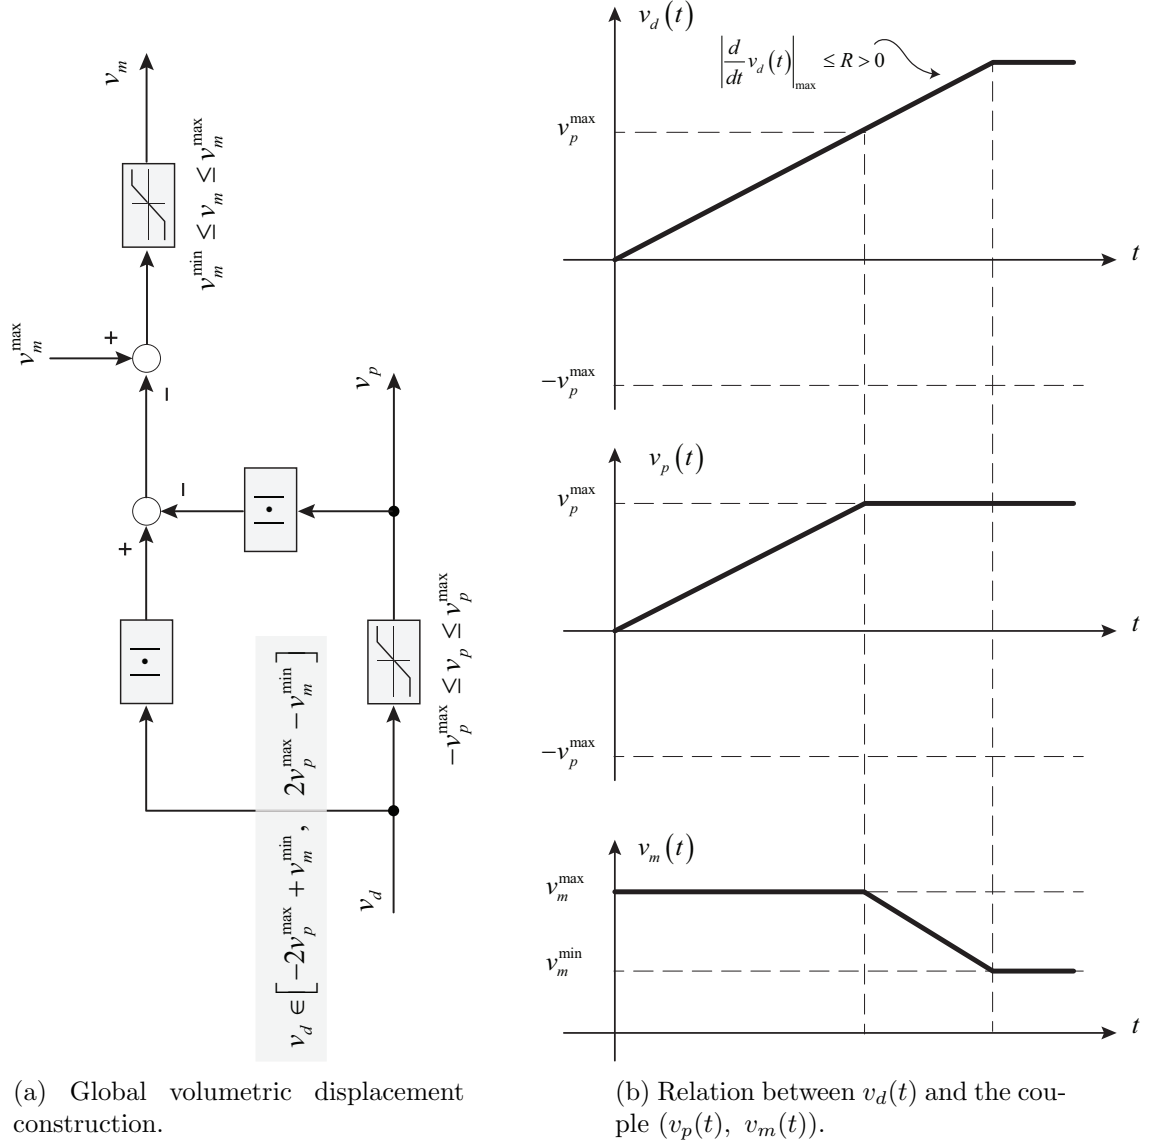 v_m
v_m^min ≤ v_m ≤ v_m^max
v_m^max
+
−
v_p
−
+
|•|
|•|
−v_p^max ≤ v_p ≤ v_p^max
v_d ∈ [−2v_p^max + v_m^min , 2v_p^max − v_m^min]
v_d
(a) Global volumetric displacement
construction.
v_d(t)
|d/dt v_d(t)|_max ≤ R > 0
v_p^max
t
−v_p^max
v_p(t)
v_p^max
t
−v_p^max
v_m(t)
v_m^max
v_m^min
t
(b) Relation between v_d(t) and the cou-
ple (v_p(t), v_m(t)).